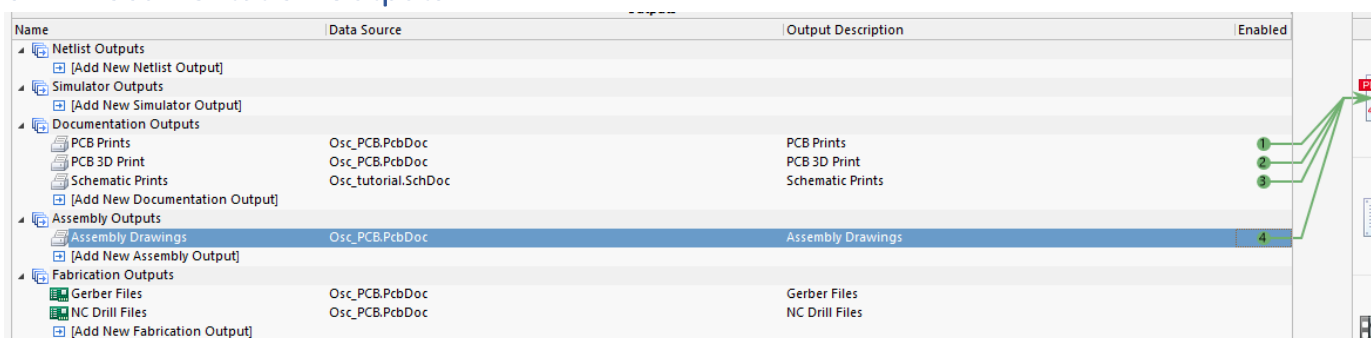 Name Data Source Output Description Enabled
Netlist Outputs
[Add New Netlist Output]
Simulator Outputs
[Add New Simulator Output]
Documentation Outputs
PCB Prints Osc_PCB.PcbDoc PCB Prints 1
PCB 3D Print Osc_PCB.PcbDoc PCB 3D Print 2
Schematic Prints Osc_tutorial.SchDoc Schematic Prints 3
[Add New Documentation Output]
Assembly Outputs
Assembly Drawings Osc_PCB.PcbDoc Assembly Drawings 4
[Add New Assembly Output]
Fabrication Outputs
Gerber Files Osc_PCB.PcbDoc Gerber Files
NC Drill Files Osc_PCB.PcbDoc NC Drill Files
[Add New Fabrication Output]